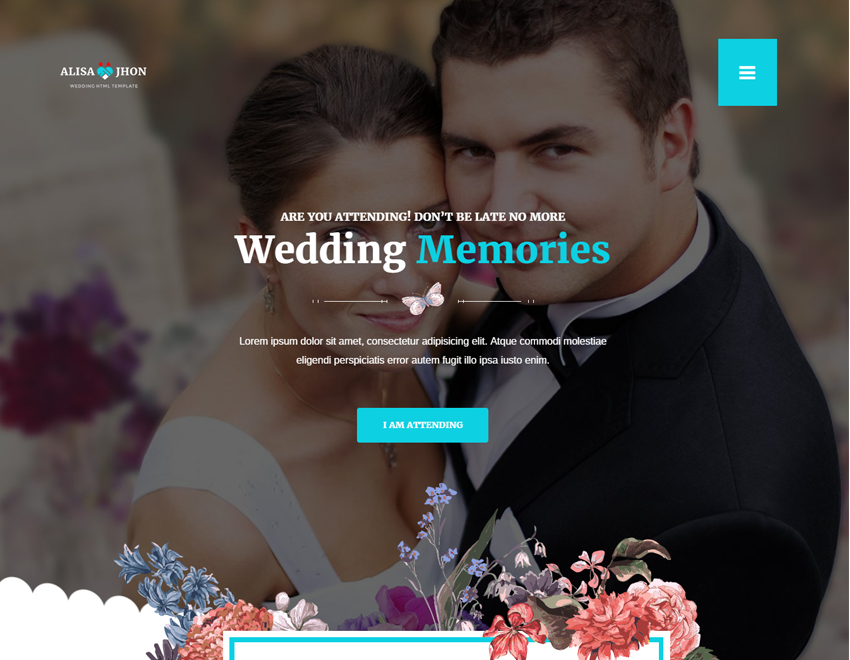 ALISA JHON
WEDDING HTML TEMPLATE
ARE YOU ATTENDING! DON'T BE LATE NO MORE
Wedding Memories
Lorem ipsum dolor sit amet, consectetur adipisicing elit. Atque commodi molestiae
eligendi perspiciatis error autem fugit illo ipsa iusto enim.
I AM ATTENDING